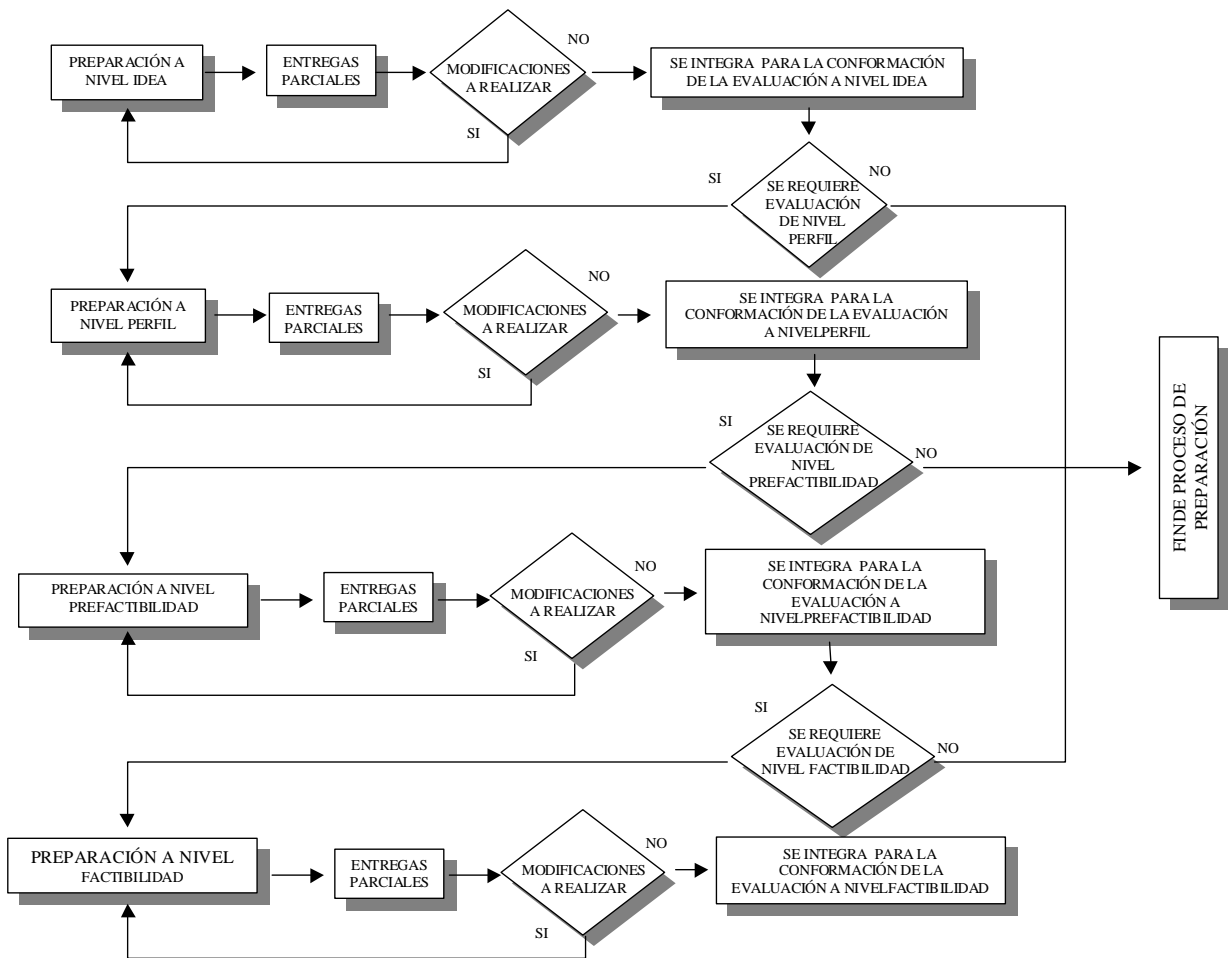 PREPARACIÓN A
NIVEL IDEA
ENTREGAS
PARCIALES
MODIFICACIONES
A REALIZAR
NO
SI
SE INTEGRA PARA LA CONFORMACIÓN
DE LA EVALUACIÓN A NIVEL IDEA
SI
NO
SE REQUIERE
EVALUACIÓN
DE NIVEL
PERFIL
PREPARACIÓN A
NIVEL PERFIL
ENTREGAS
PARCIALES
MODIFICACIONES
A REALIZAR
NO
SI
SE INTEGRA PARA LA
CONFORMACIÓN DE LA EVALUACIÓN
A NIVELPERFIL
SI
SE REQUIERE
EVALUACIÓN DE
NIVEL
PREFACTIBILIDAD
NO
FINDE PROCESO DE
PREPARACIÓN
PREPARACIÓN A NIVEL
PREFACTIBILIDAD
ENTREGAS
PARCIALES
MODIFICACIONES
A REALIZAR
NO
SI
SE INTEGRA PARA LA
CONFORMACIÓN DE LA
EVALUACIÓN A
NIVELPREFACTIBILIDAD
SI
SE REQUIERE
EVALUACIÓN DE
NIVEL FACTIBILIDAD
NO
PREPARACIÓN A NIVEL
FACTIBILIDAD
ENTREGAS
PARCIALES
MODIFICACIONES
A REALIZAR
NO
SI
SE INTEGRA PARA LA
CONFORMACIÓN DE LA
EVALUACIÓN A NIVELFACTIBILIDAD